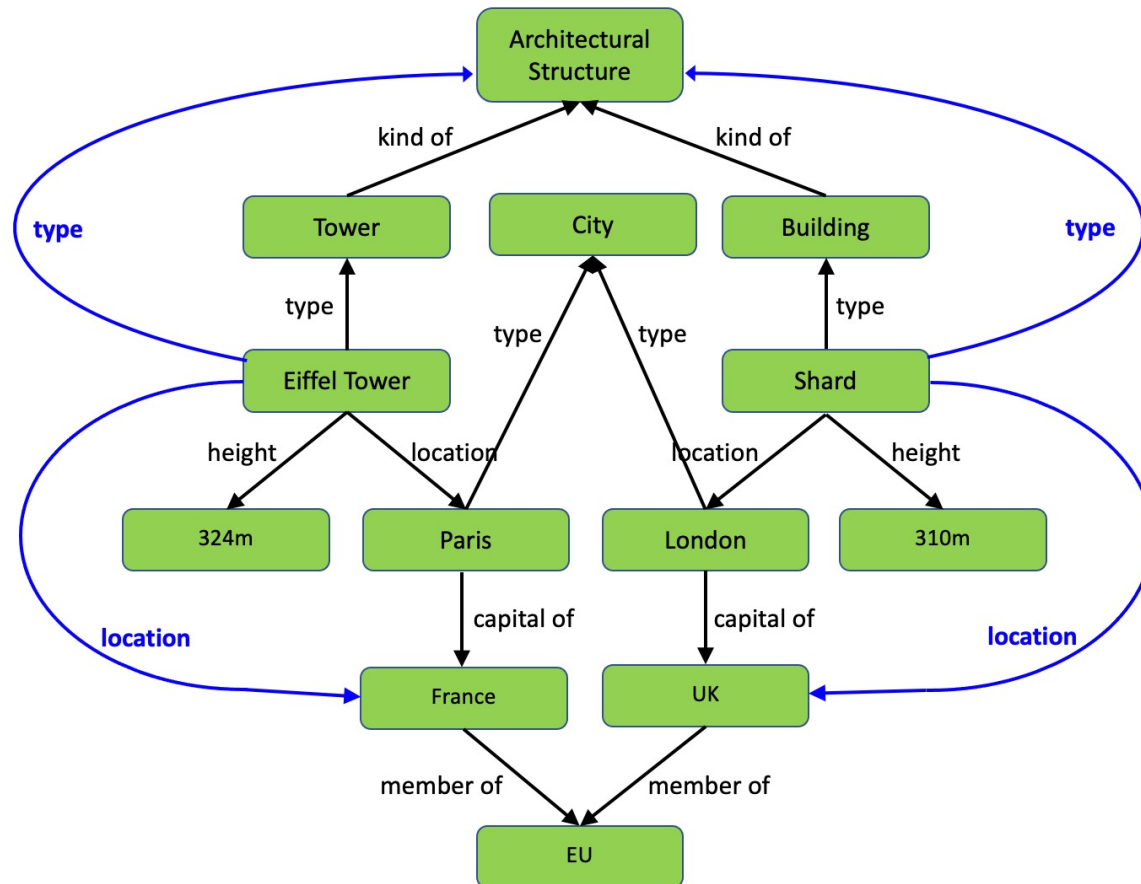 Architectural
Structure
kind of
kind of
Tower
City
Building
type
type
type
type
type
type
Eiffel Tower
Shard
height
location
location
height
324m
Paris
London
310m
capital of
capital of
location
location
France
UK
member of
member of
EU